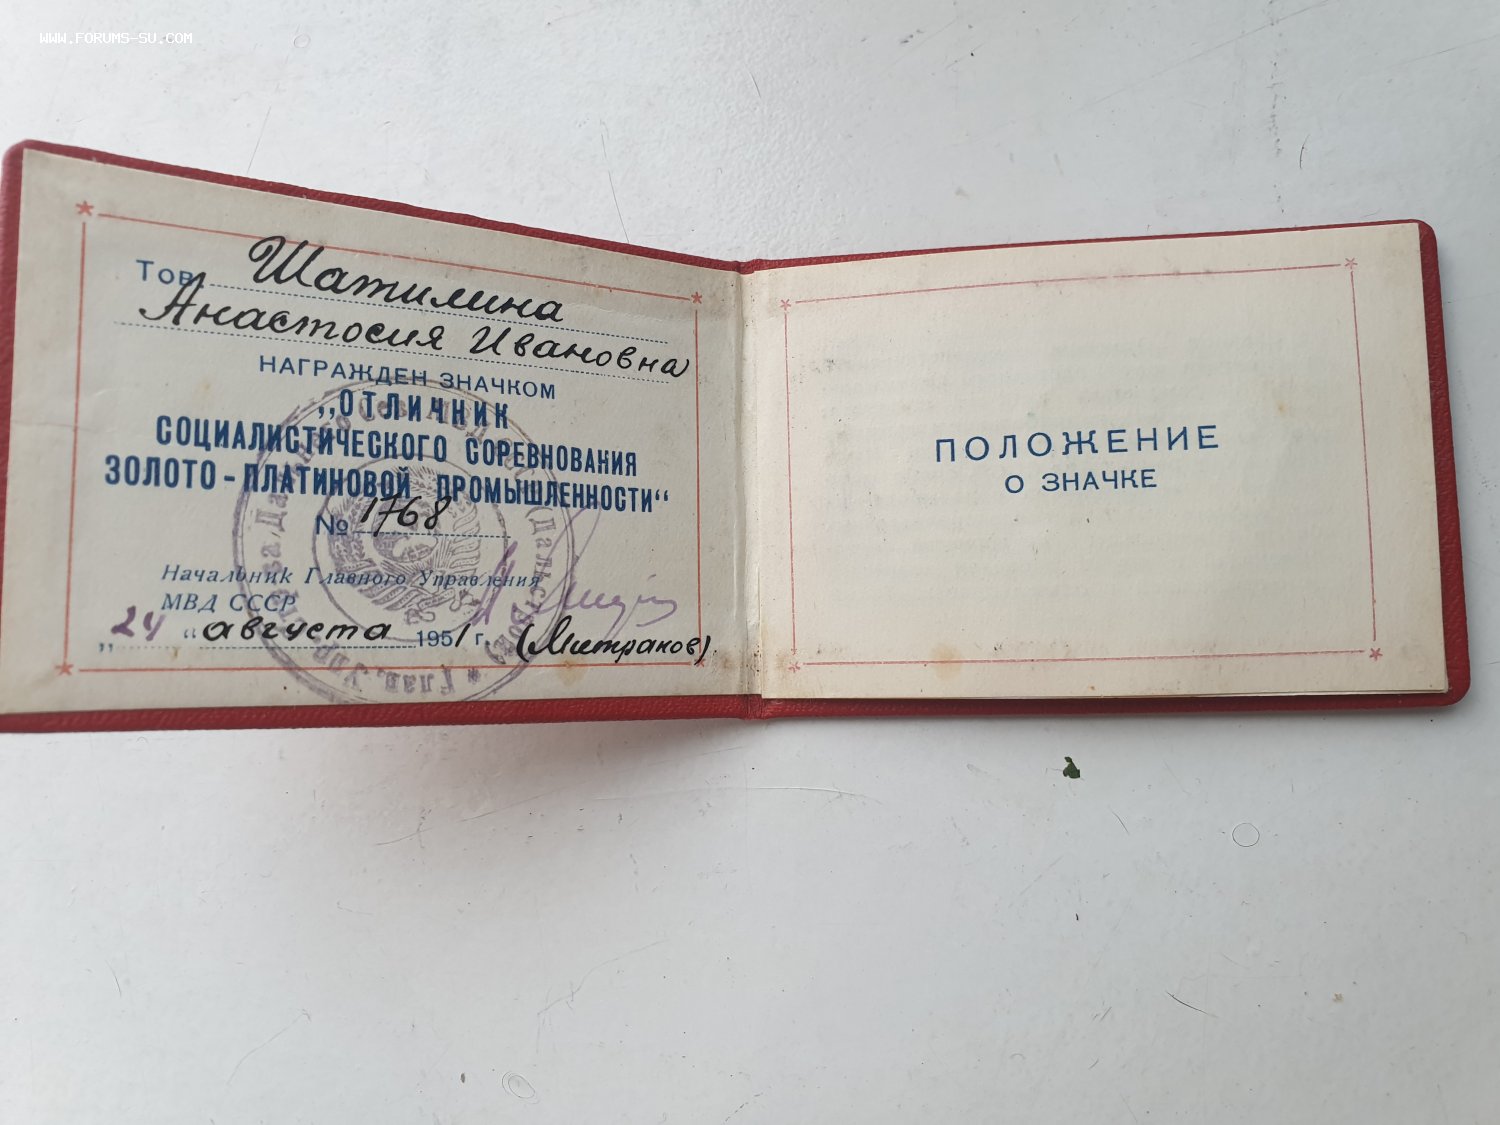 WWW.FORUMS-SU.COM
Тов. Шатилина
Анастосия Ивановна
НАГРАЖДЕН ЗНАЧКОМ
„ОТЛИЧНИК
СОЦИАЛИСТИЧЕСКОГО СОРЕВНОВАНИЯ
ЗОЛОТО-ПЛАТИНОВОЙ ПРОМЫШЛЕННОСТИ“
№ 1768
Начальник Главного Управления
МВД СССР
„24“ августа 1951 г. (Митраков)
ПОЛОЖЕНИЕ
О ЗНАЧКЕ